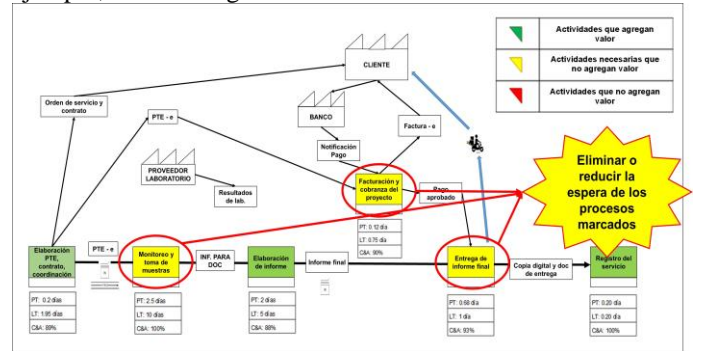 Actividades que agregan
valor
Actividades necesarias que
no agregan valor
Actividades que no agregan
valor
CLIENTE
Orden de servicio y
contrato
PTE - e
BANCO
Factura - e
Notificación
Pago
PROVEEDOR
LABORATORIO
Resultados
de lab.
Facturación y
cobranza del
proyecto
Pago
aprobado
PT: 0.12 día
LT: 0.75 día
C&A: 90%
Eliminar o
reducir la
espera de los
procesos
marcados
Elaboración
PTE,
contrato,
coordinación
PTE - e
Monitoreo y
toma de
muestras
INF. PARA
DOC
Elaboración
de informe
Informe final
Entrega de
informe final
Copia digital y doc
de entrega
Registro del
servicio
PT: 0.2 días
LT: 1.95 días
C&A: 89%
PT: 2.5 días
LT: 10 días
C&A: 100%
PT: 2 días
LT: 5 días
C&A: 88%
PT: 0.68 día
LT: 1 día
C&A: 93%
PT: 0.20 día
LT: 0.20 día
C&A: 100%